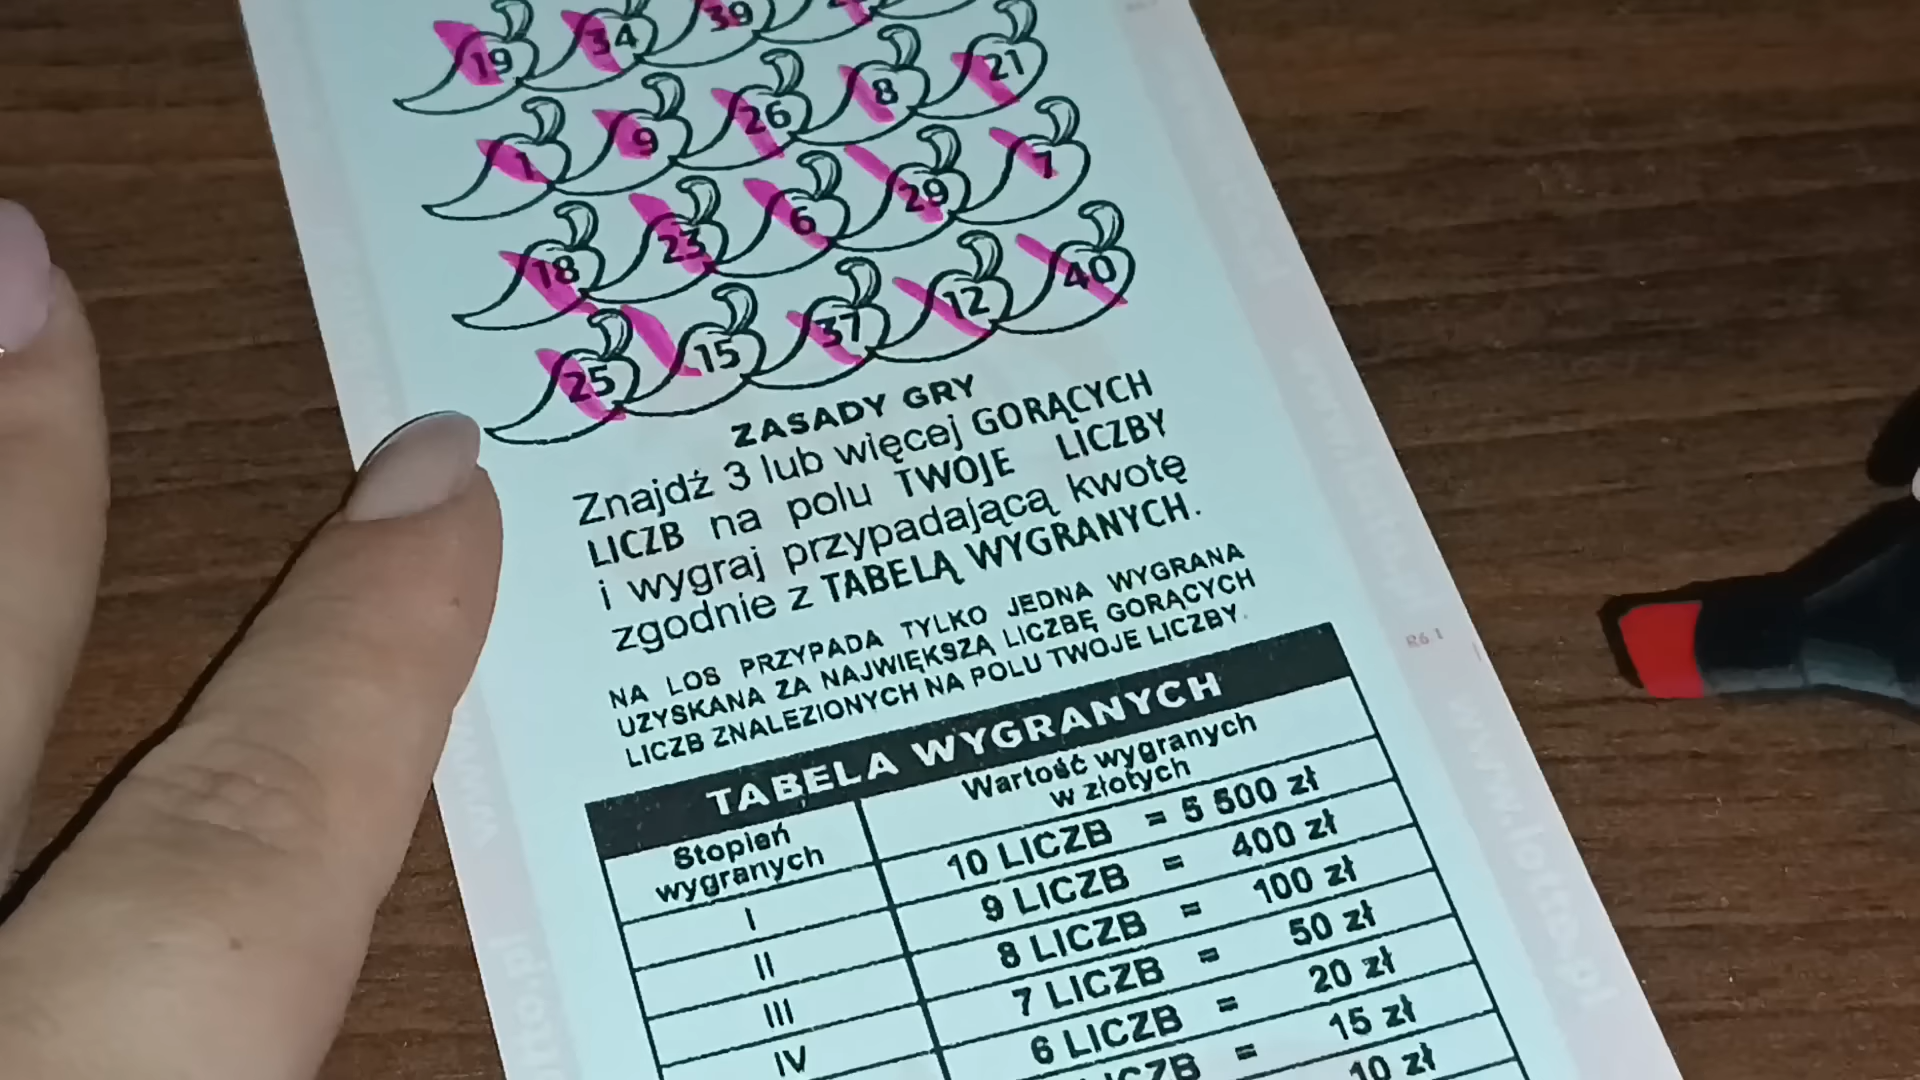 19 34 39
1 9 26 8 21
18 23 6 29 7
25 15 37 12 40
ZASADY GRY
Znajdź 3 lub więcej GORĄCYCH
LICZB na polu TWOJE LICZBY
i wygraj przypadającą kwotę
zgodnie z TABELĄ WYGRANYCH.
NA LOS PRZYPADA TYLKO JEDNA WYGRANA
UZYSKANA ZA NAJWIĘKSZĄ LICZBĘ GORĄCYCH
LICZB ZNALEZIONYCH NA POLU TWOJE LICZBY.
TABELA WYGRANYCH
Stopień
wygranych
Wartość wygranych
w złotych
I 10 LICZB = 5 500 zł
II 9 LICZB = 400 zł
III 8 LICZB = 100 zł
IV 7 LICZB = 50 zł
6 LICZB = 20 zł
LICZB = 15 zł
10 zł
www.lotto.pl